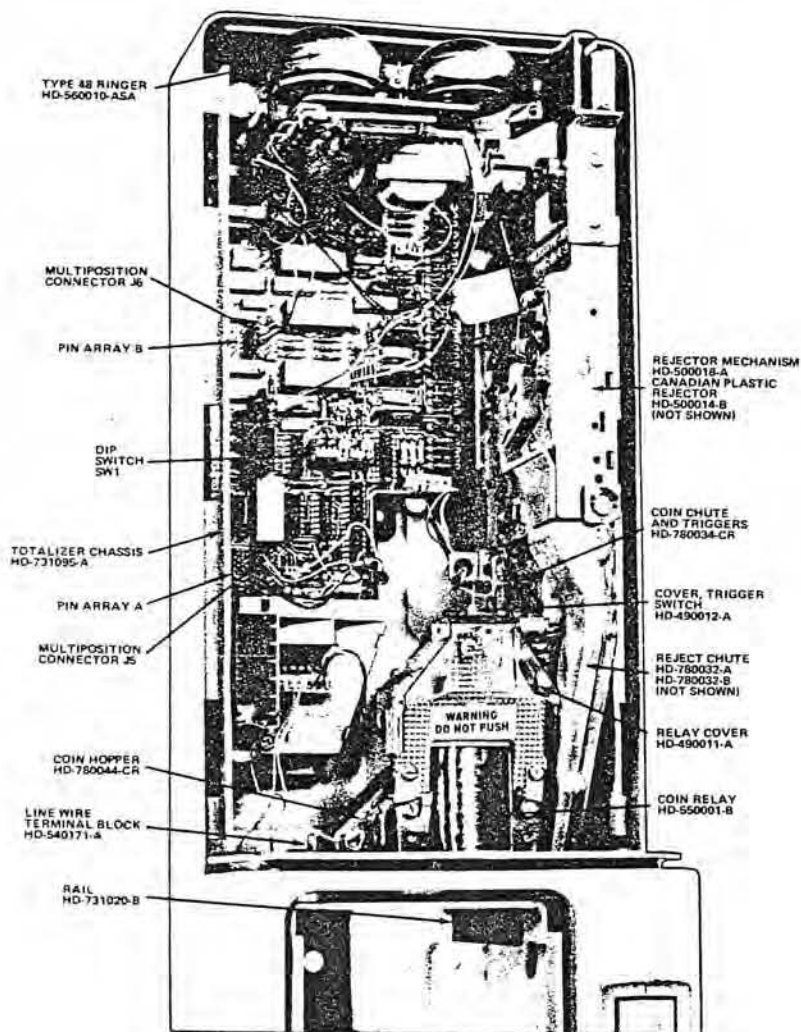 TYPE 48 RINGER
HD-560010-ASA
MULTIPOSITION
CONNECTOR J6
PIN ARRAY B
DIP
SWITCH
SW1
TOTALIZER CHASSIS
HD-731095-A
PIN ARRAY A
MULTIPOSITION
CONNECTOR J5
COIN HOPPER
HD-780044-CR
LINE WIRE
TERMINAL BLOCK
HD-540171-A
RAIL
HD-731020-B
REJECTOR MECHANISM
HD-500018-A
CANADIAN PLASTIC
REJECTOR
HD-500014-B
(NOT SHOWN)
COIN CHUTE
AND TRIGGERS
HD-780034-CR
COVER, TRIGGER
SWITCH
HD-490012-A
REJECT CHUTE
HD-780032-A
HD-780032-B
(NOT SHOWN)
RELAY COVER
HD-490011-A
COIN RELAY
HD-550001-B
WARNING
DO NOT PUSH